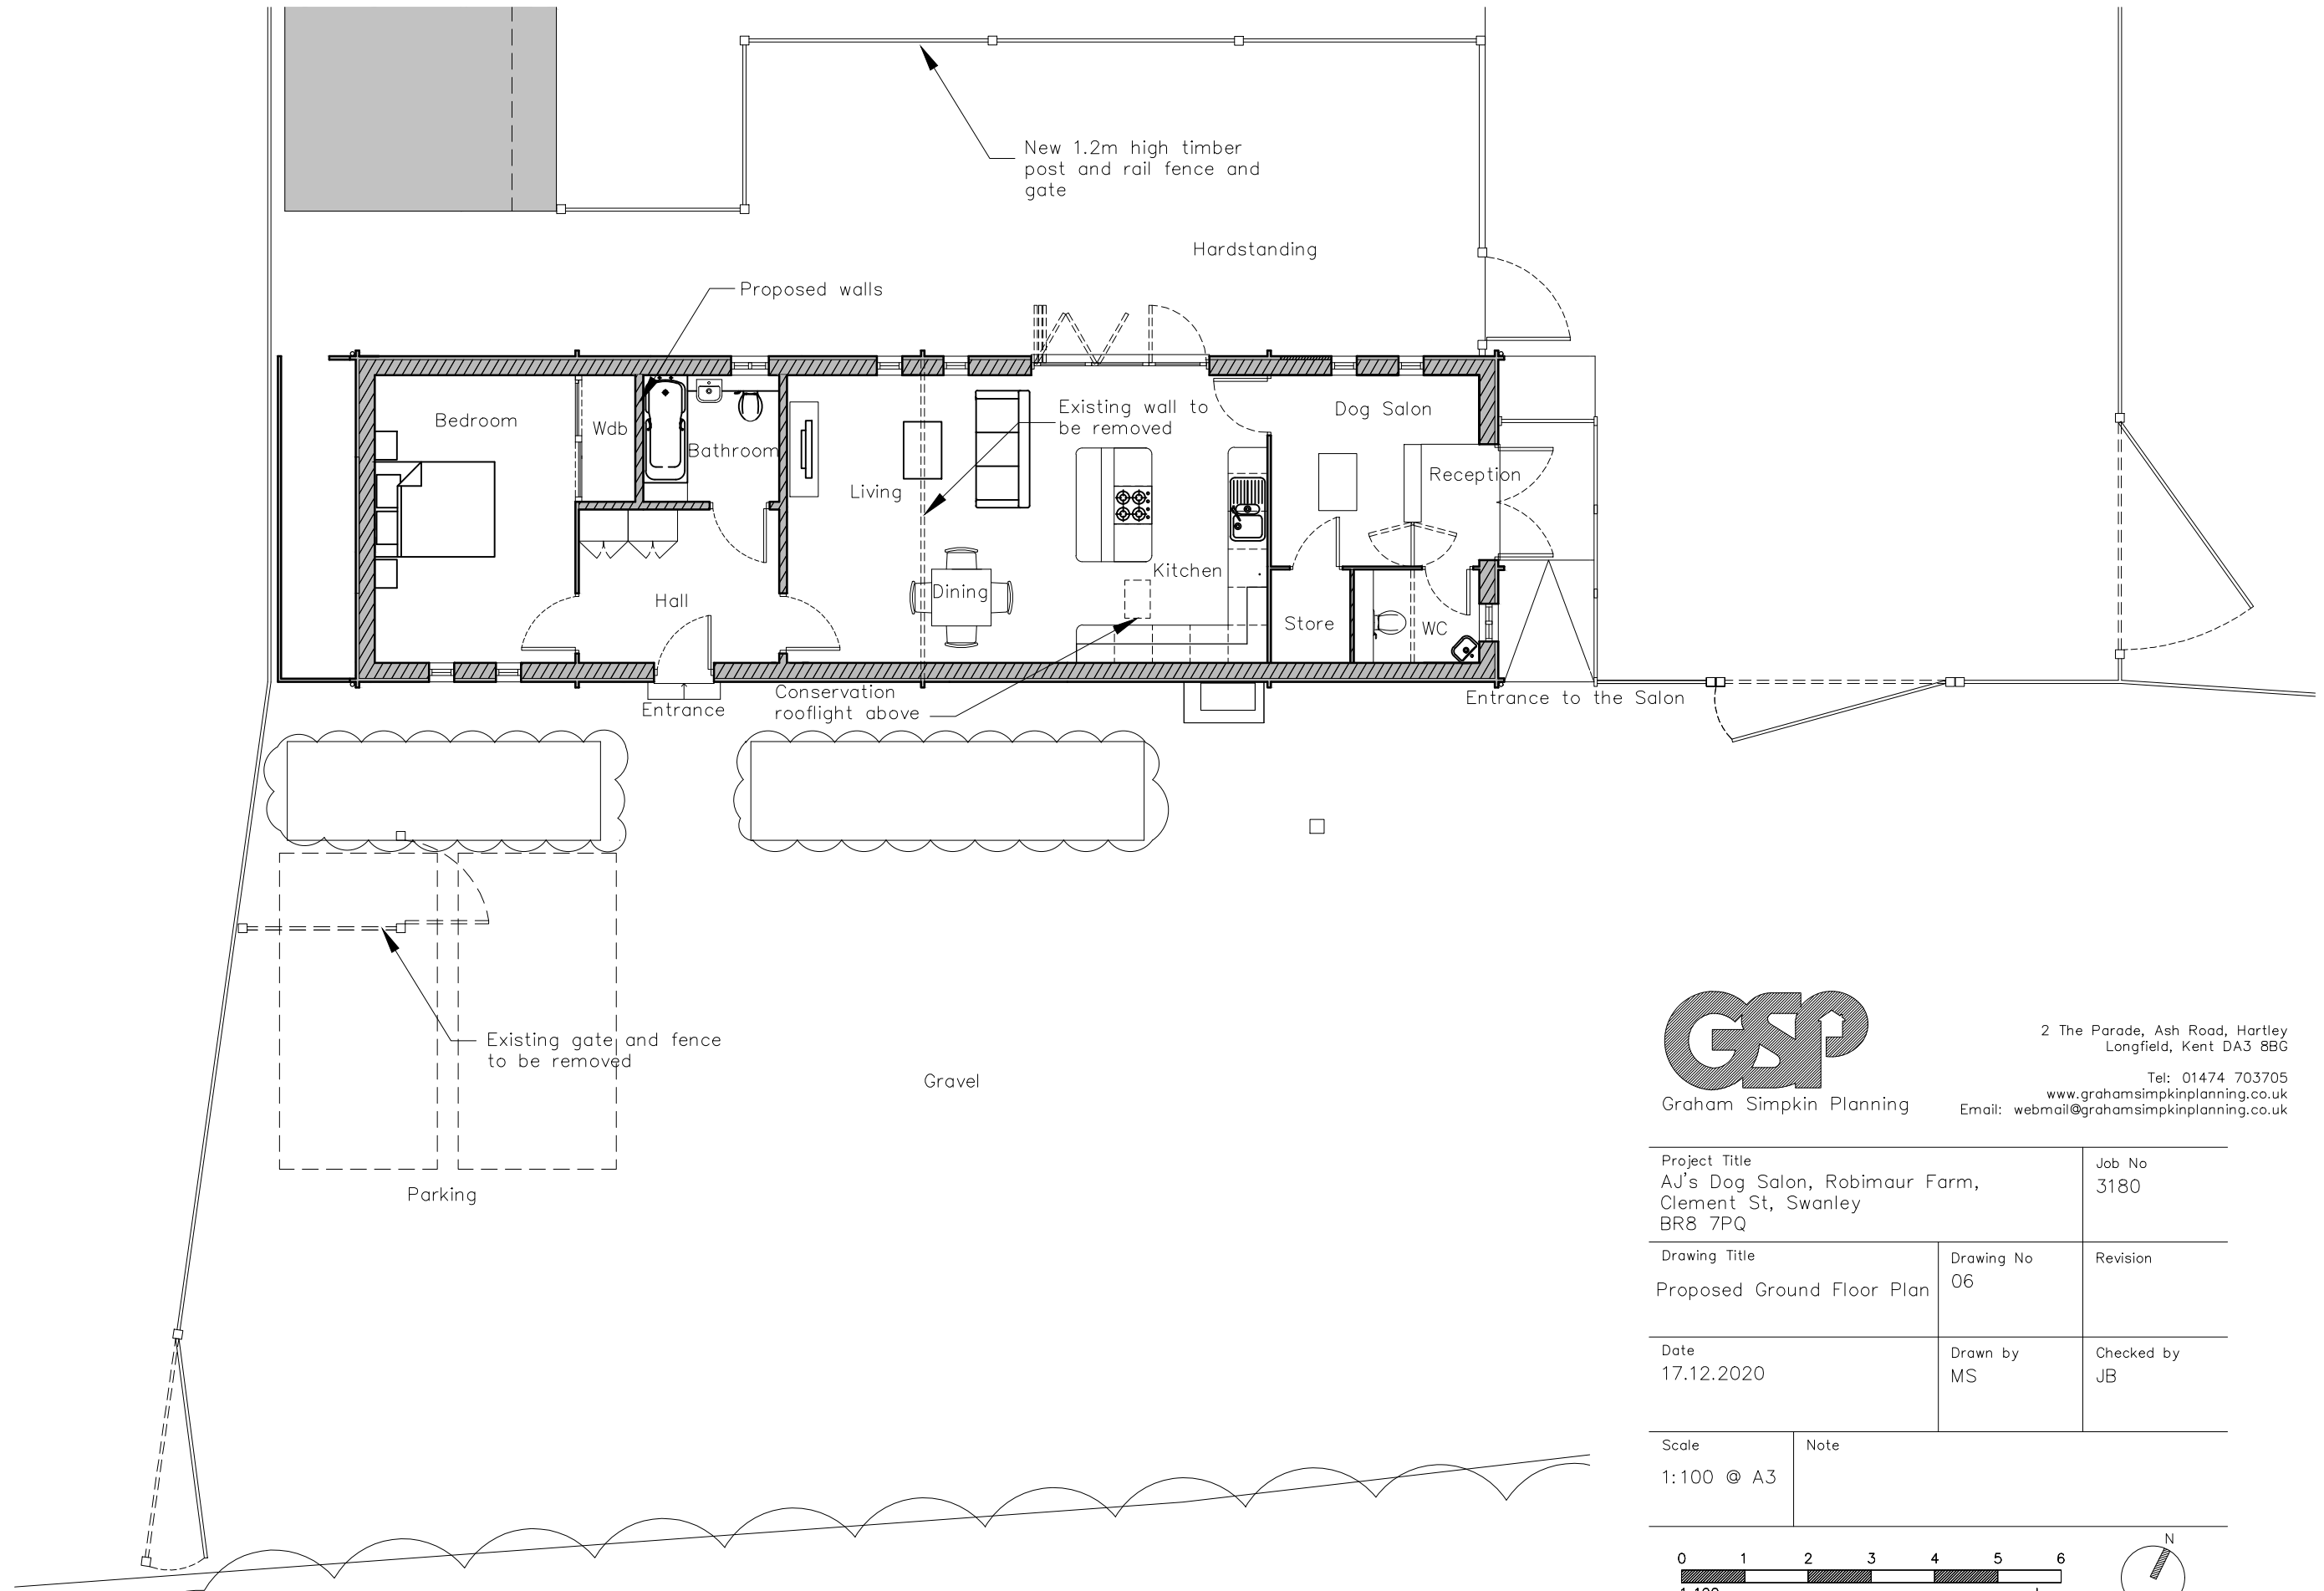 New 1.2m high timber
post and rail fence and
gate
Hardstanding
Proposed walls
Bedroom
Wdb
Bathroom
Existing wall to
be removed
Dog Salon
Reception
Living
Kitchen
Dining
Hall
Store
WC
Conservation
rooflight above
Entrance
Entrance to the Salon
Existing gate and fence
to be removed
Gravel
Parking
GSP
Graham Simpkin Planning
2 The Parade, Ash Road, Hartley
Longfield, Kent DA3 8BG
Tel: 01474 703705
www.grahamsimpkinplanning.co.uk
Email: webmail@grahamsimpkinplanning.co.uk
Project Title
AJ's Dog Salon, Robimaur Farm,
Clement St, Swanley
BR8 7PQ
Job No
3180
Drawing Title
Proposed Ground Floor Plan
Drawing No
06
Revision
Date
17.12.2020
Drawn by
MS
Checked by
JB
Scale
1:100 @ A3
Note
N
0 1 2 3 4 5 6